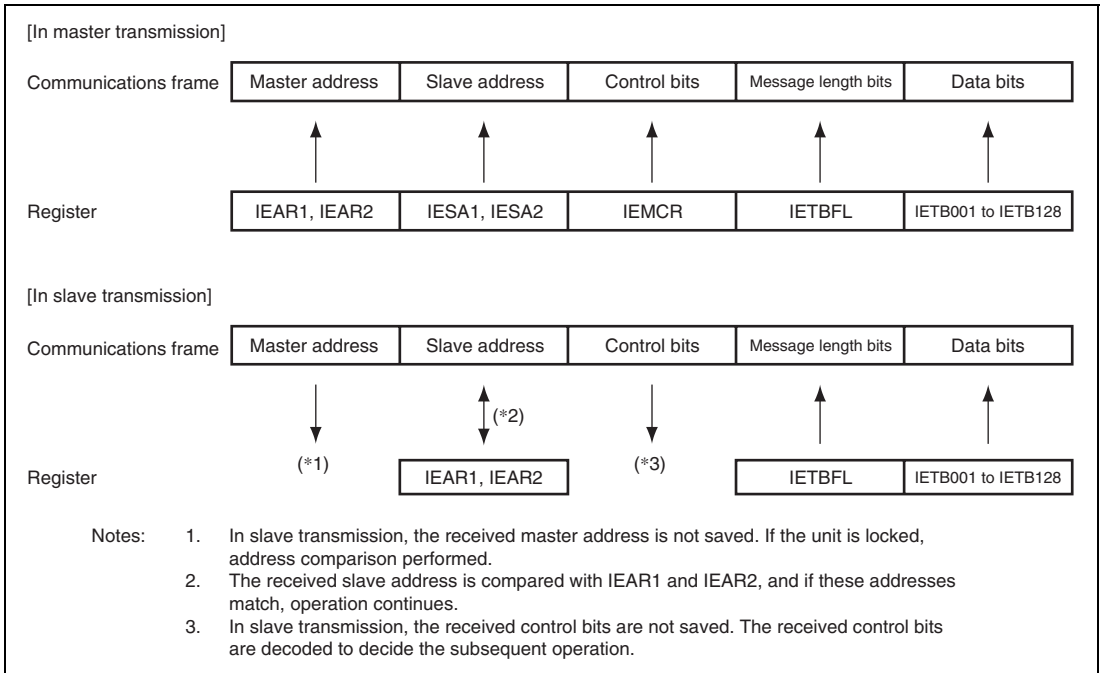 [In master transmission]
Communications frame Master address Slave address Control bits Message length bits Data bits
Register IEAR1, IEAR2 IESA1, IESA2 IEMCR IETBFL IETB001 to IETB128
[In slave transmission]
Communications frame Master address Slave address Control bits Message length bits Data bits
(*2)
Register (*1) IEAR1, IEAR2 (*3) IETBFL IETB001 to IETB128
Notes: 1. In slave transmission, the received master address is not saved. If the unit is locked,
address comparison performed.
2. The received slave address is compared with IEAR1 and IEAR2, and if these addresses
match, operation continues.
3. In slave transmission, the received control bits are not saved. The received control bits
are decoded to decide the subsequent operation.